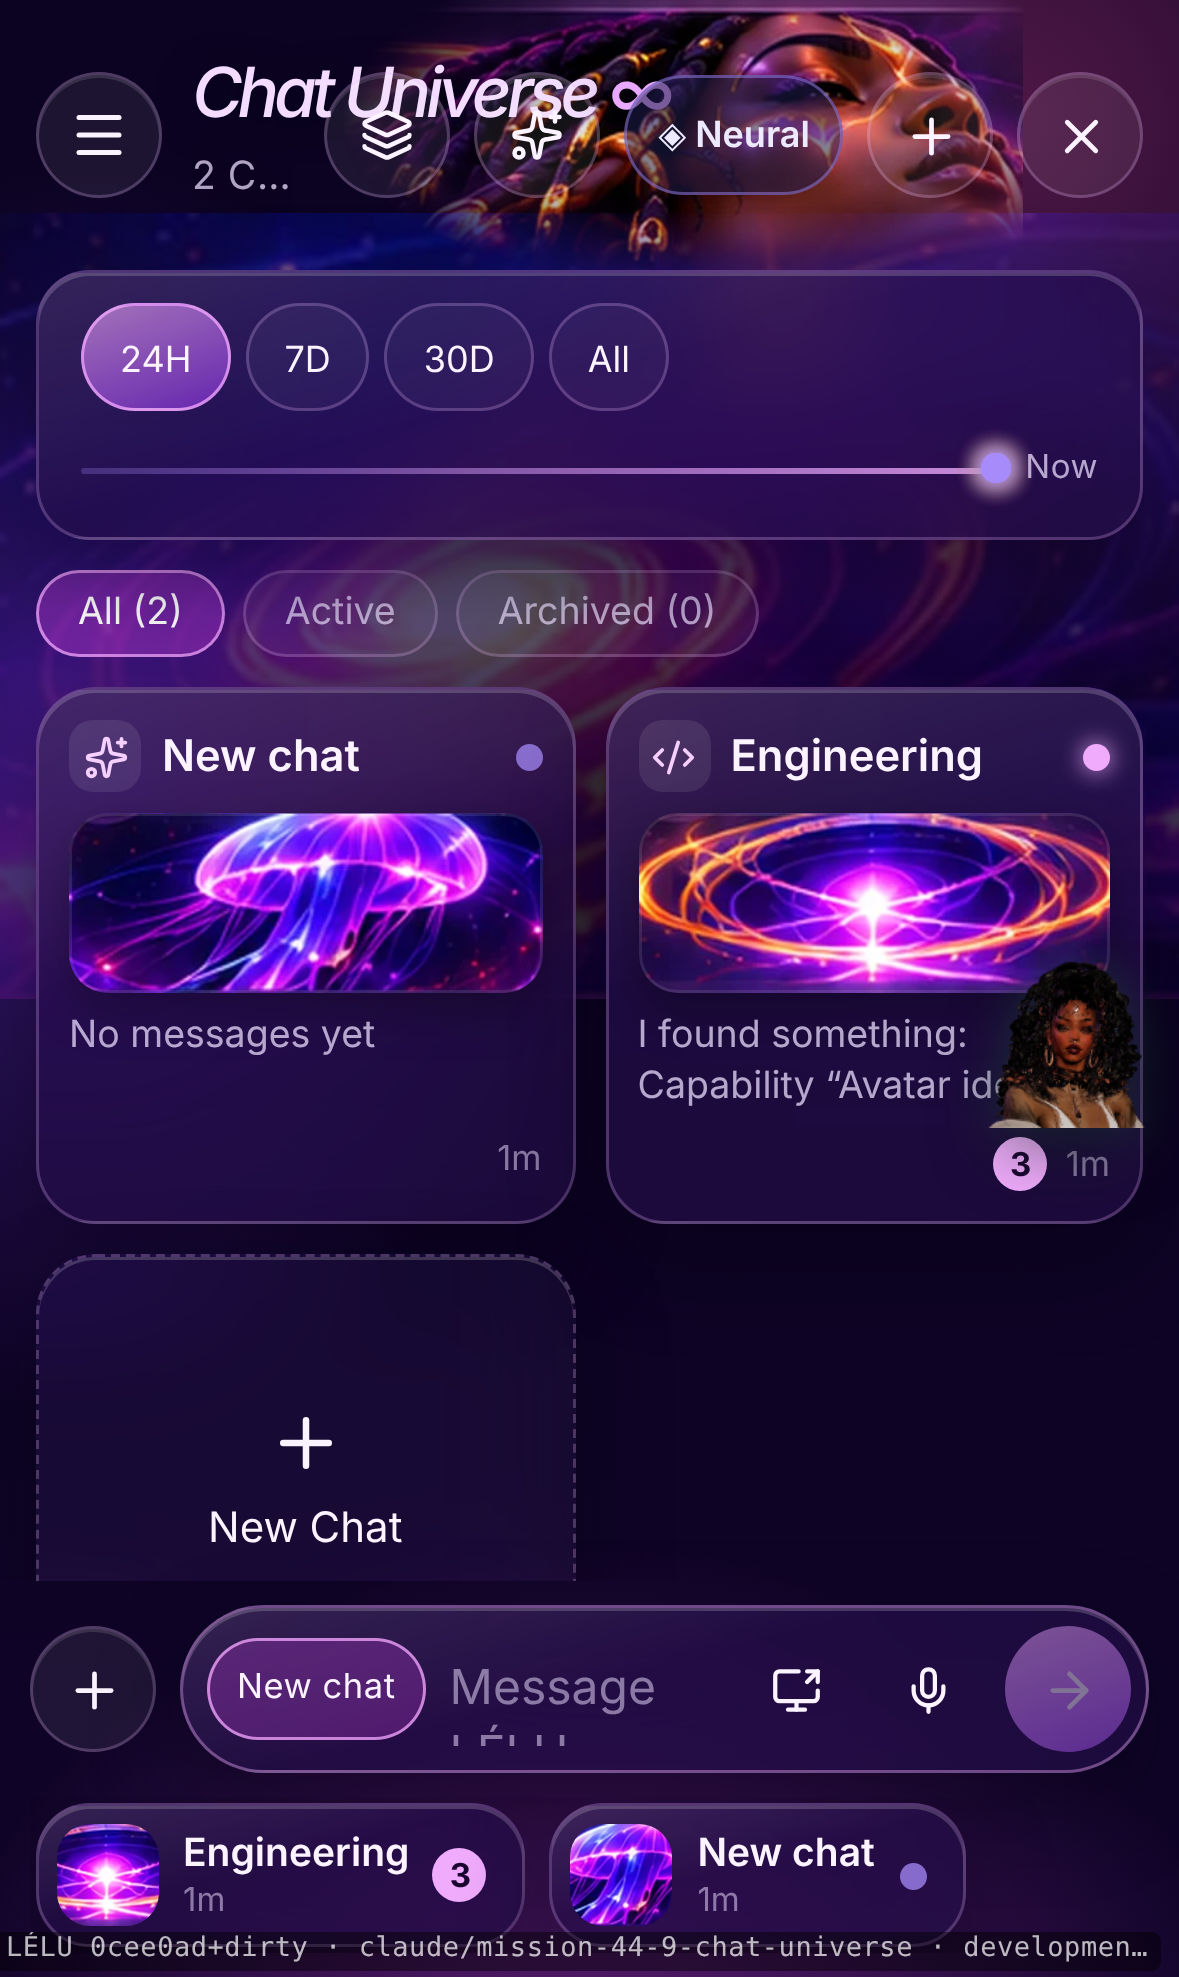 Chat Universe ∞
2 C...
◈ Neural
24H 7D 30D All
Now
All (2) Active Archived (0)
New chat
No messages yet
1m
Engineering
I found something:
Capability “Avatar ide
3 1m
New Chat
New chat
Message
LÉLU
Engineering
1m
3
New chat
1m
LÉLU 0cee0ad+dirty · claude/mission-44-9-chat-universe · developmen…